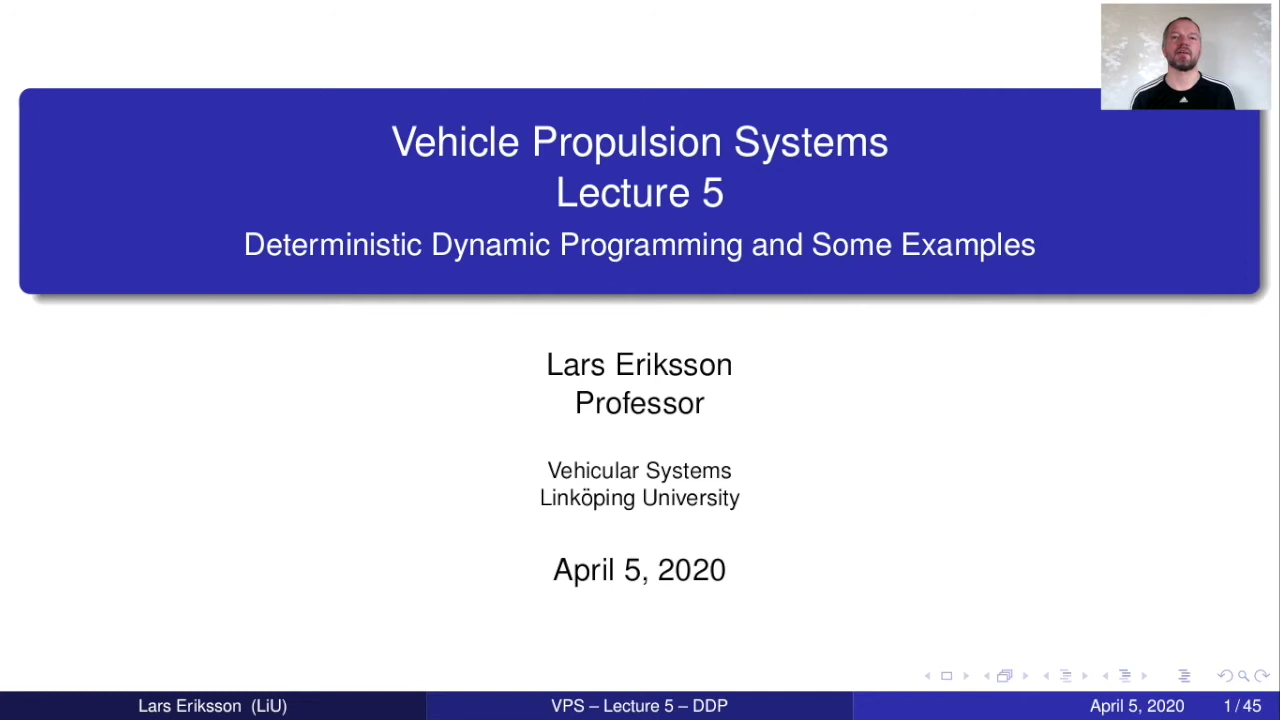 Vehicle Propulsion Systems
Lecture 5
Deterministic Dynamic Programming and Some Examples
Lars Eriksson
Professor
Vehicular Systems
Linköping University
April 5, 2020
Lars Eriksson (LiU)
VPS – Lecture 5 – DDP
April 5, 2020
1 / 45